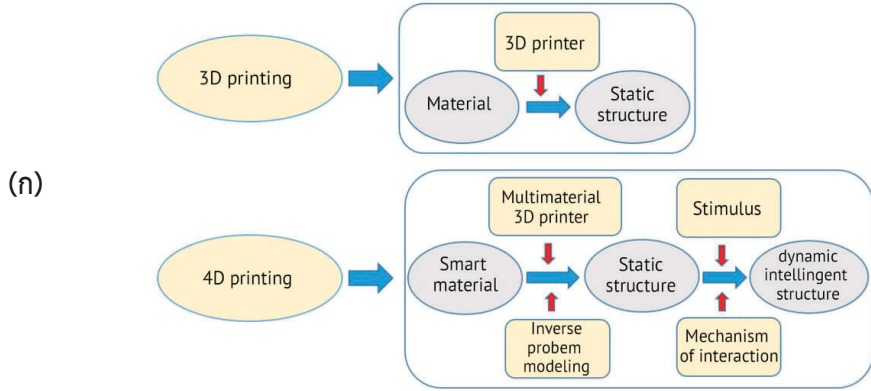 3D printing
3D printer
Material
Static
structure
(ก)
4D printing
Multimaterial
3D printer
Stimulus
Smart
material
Static
structure
dynamic
intellingent
structure
Inverse
probem
modeling
Mechanism
of interaction